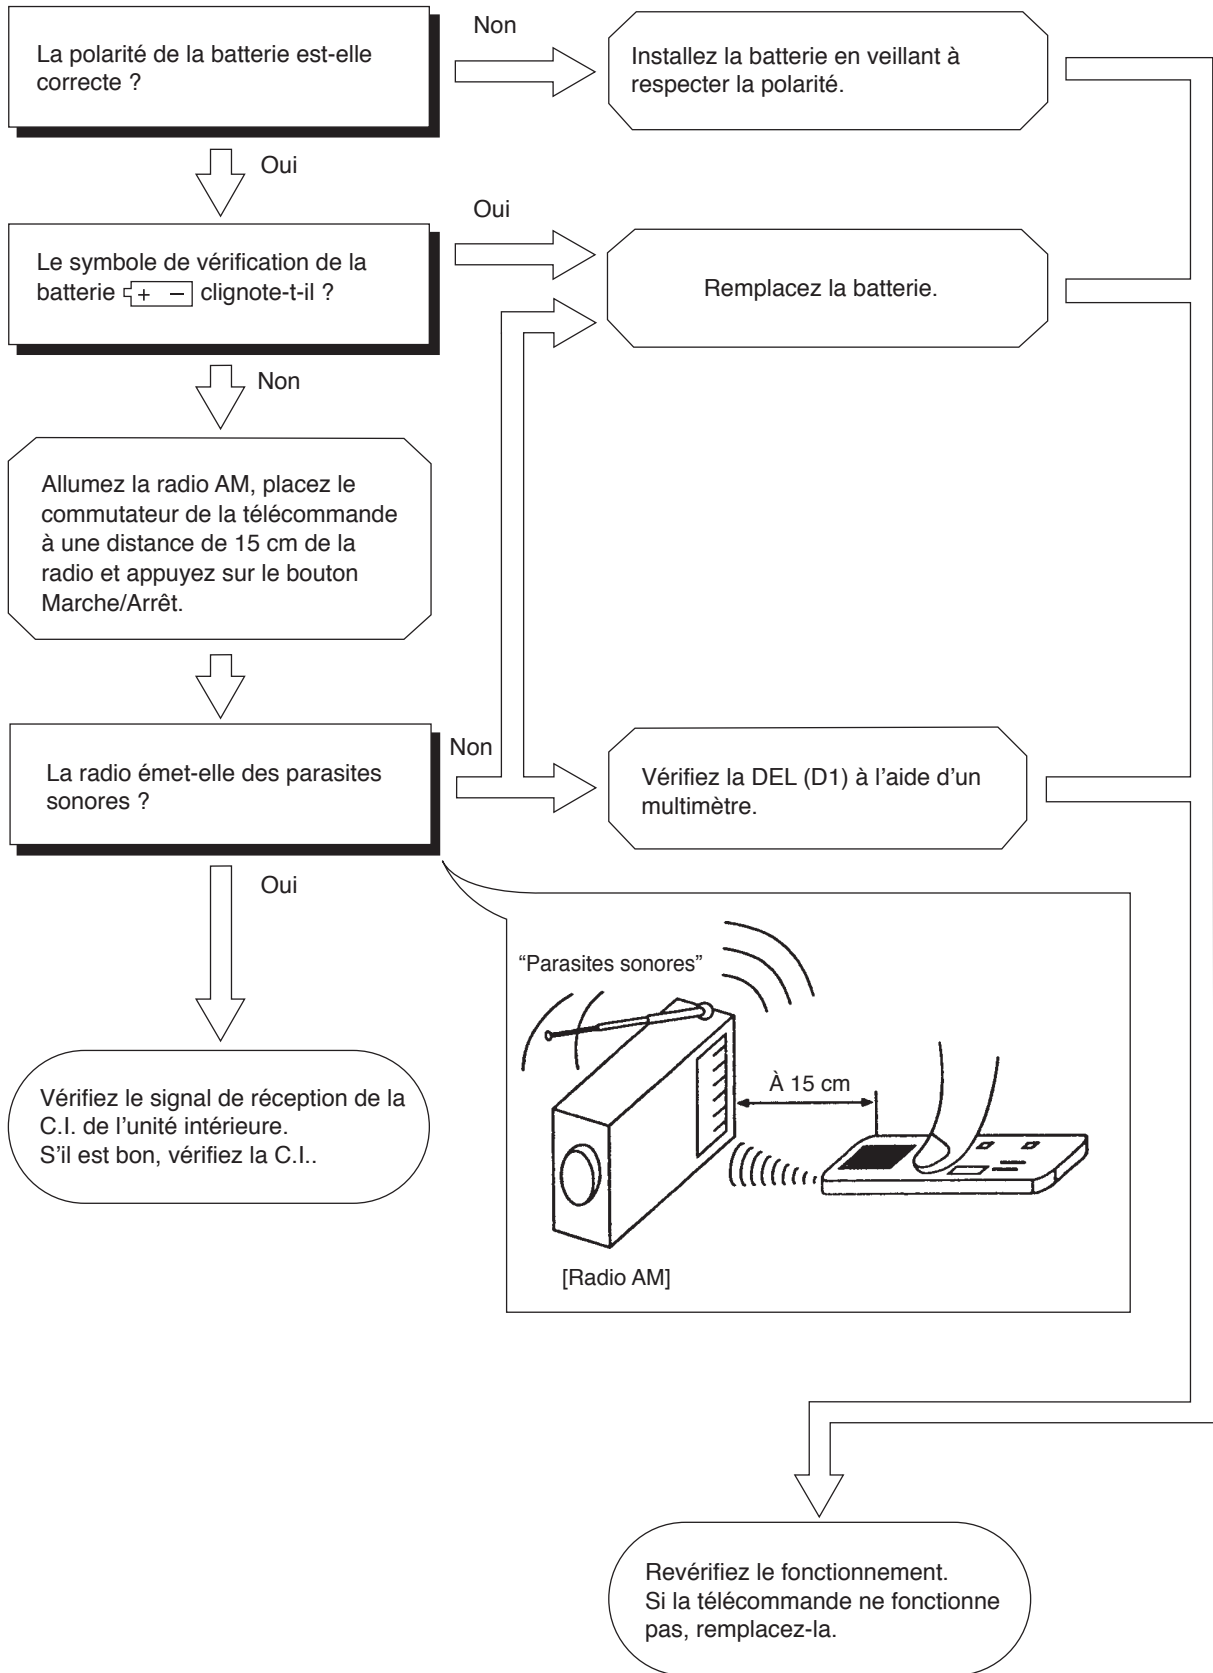 La polarité de la batterie est-elle
correcte ?
Non
Installez la batterie en veillant à
respecter la polarité.
Oui
Le symbole de vérification de la
batterie + − clignote-t-il ?
Oui
Remplacez la batterie.
Non
Allumez la radio AM, placez le
commutateur de la télécommande
à une distance de 15 cm de la
radio et appuyez sur le bouton
Marche/Arrêt.
La radio émet-elle des parasites
sonores ?
Non
Vérifiez la DEL (D1) à l’aide d’un
multimètre.
Oui
“Parasites sonores”
À 15 cm
[Radio AM]
Vérifiez le signal de réception de la
C.I. de l’unité intérieure.
S’il est bon, vérifiez la C.I..
Revérifiez le fonctionnement.
Si la télécommande ne fonctionne
pas, remplacez-la.